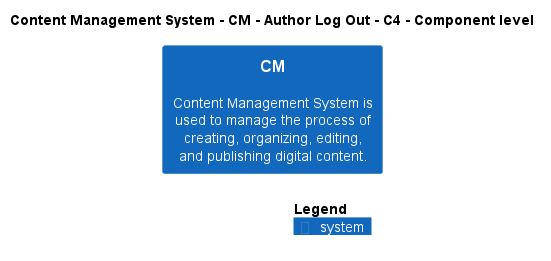 Content Management System - CM - Author Log Out - C4 - Component level
CM
Content Management System is
used to manage the process of
creating, organizing, editing,
and publishing digital content.
Legend
system